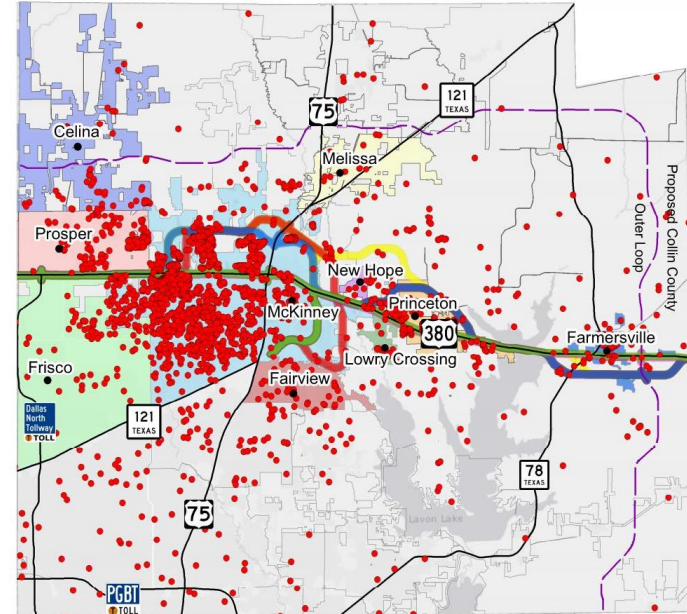 75
121
TEXAS
Celina
Melissa
Proposed Collin County
Outer Loop
Prosper
New Hope
McKinney
Princeton
380
Farmersville
Lowry Crossing
Frisco
Fairview
Dallas
North
Tollway
TOLL
121
TEXAS
78
TEXAS
75
Lavon Lake
PGBT
TOLL